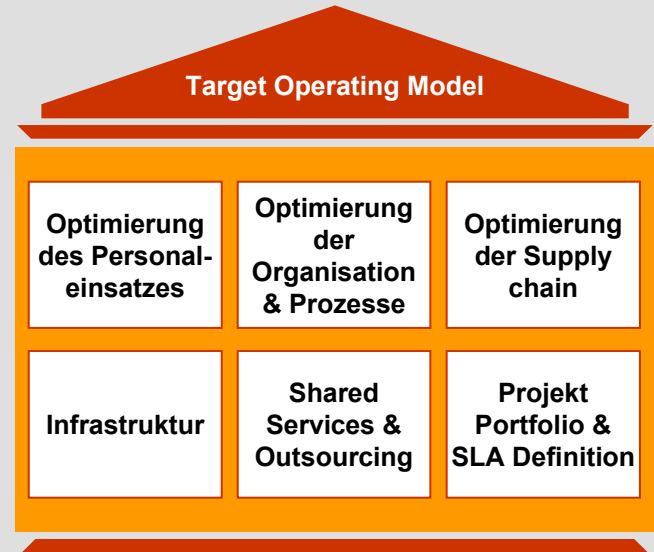 Target Operating Model
Optimierung
des Personal-
einsatzes
Optimierung
der
Organisation
& Prozesse
Optimierung
der Supply
chain
Infrastruktur
Shared
Services &
Outsourcing
Projekt
Portfolio &
SLA Definition